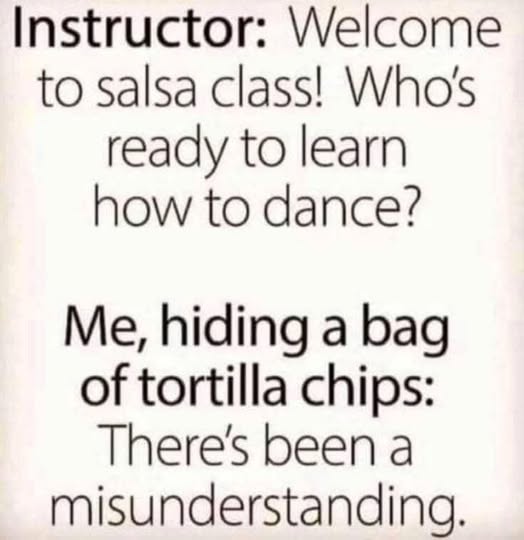 Instructor: Welcome
to salsa class! Who's
ready to learn
how to dance?
Me, hiding a bag
of tortilla chips:
There's been a
misunderstanding.